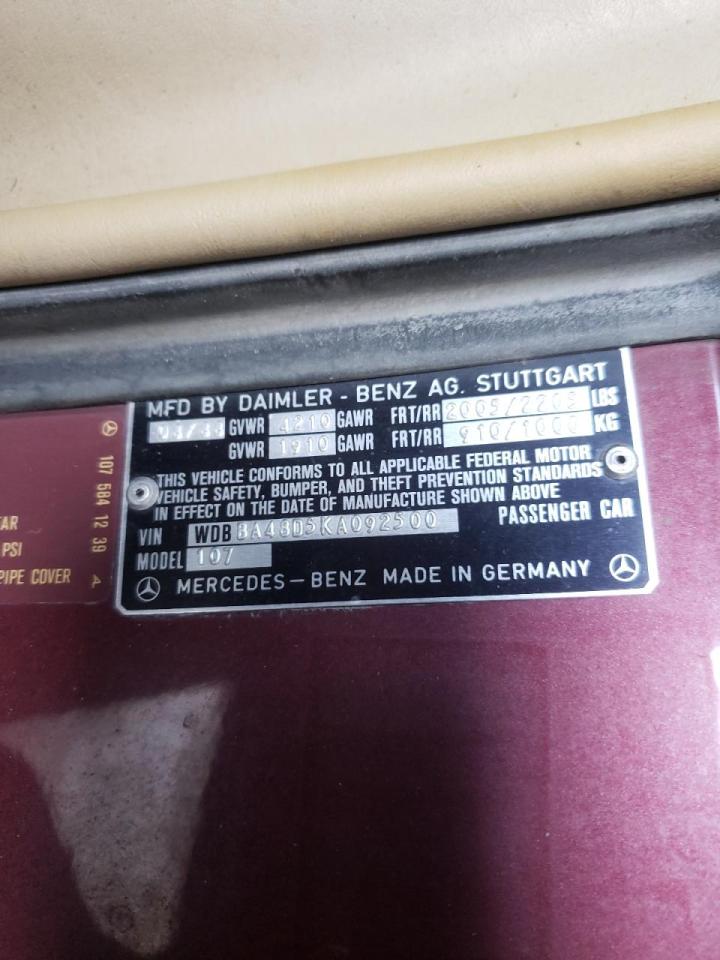 MFD BY DAIMLER - BENZ AG. STUTTGART
GVWR 4210 GAWR FRT/RR 2005/2205 LBS
GVWR 1910 GAWR FRT/RR 910/1000 KG
THIS VEHICLE CONFORMS TO ALL APPLICABLE FEDERAL MOTOR
VEHICLE SAFETY, BUMPER, AND THEFT PREVENTION STANDARDS
IN EFFECT ON THE DATE OF MANUFACTURE SHOWN ABOVE
VIN WDBBA48D5KA092500 PASSENGER CAR
MODEL 107
MERCEDES-BENZ MADE IN GERMANY
107 584 12 39
PSI
PIPE COVER